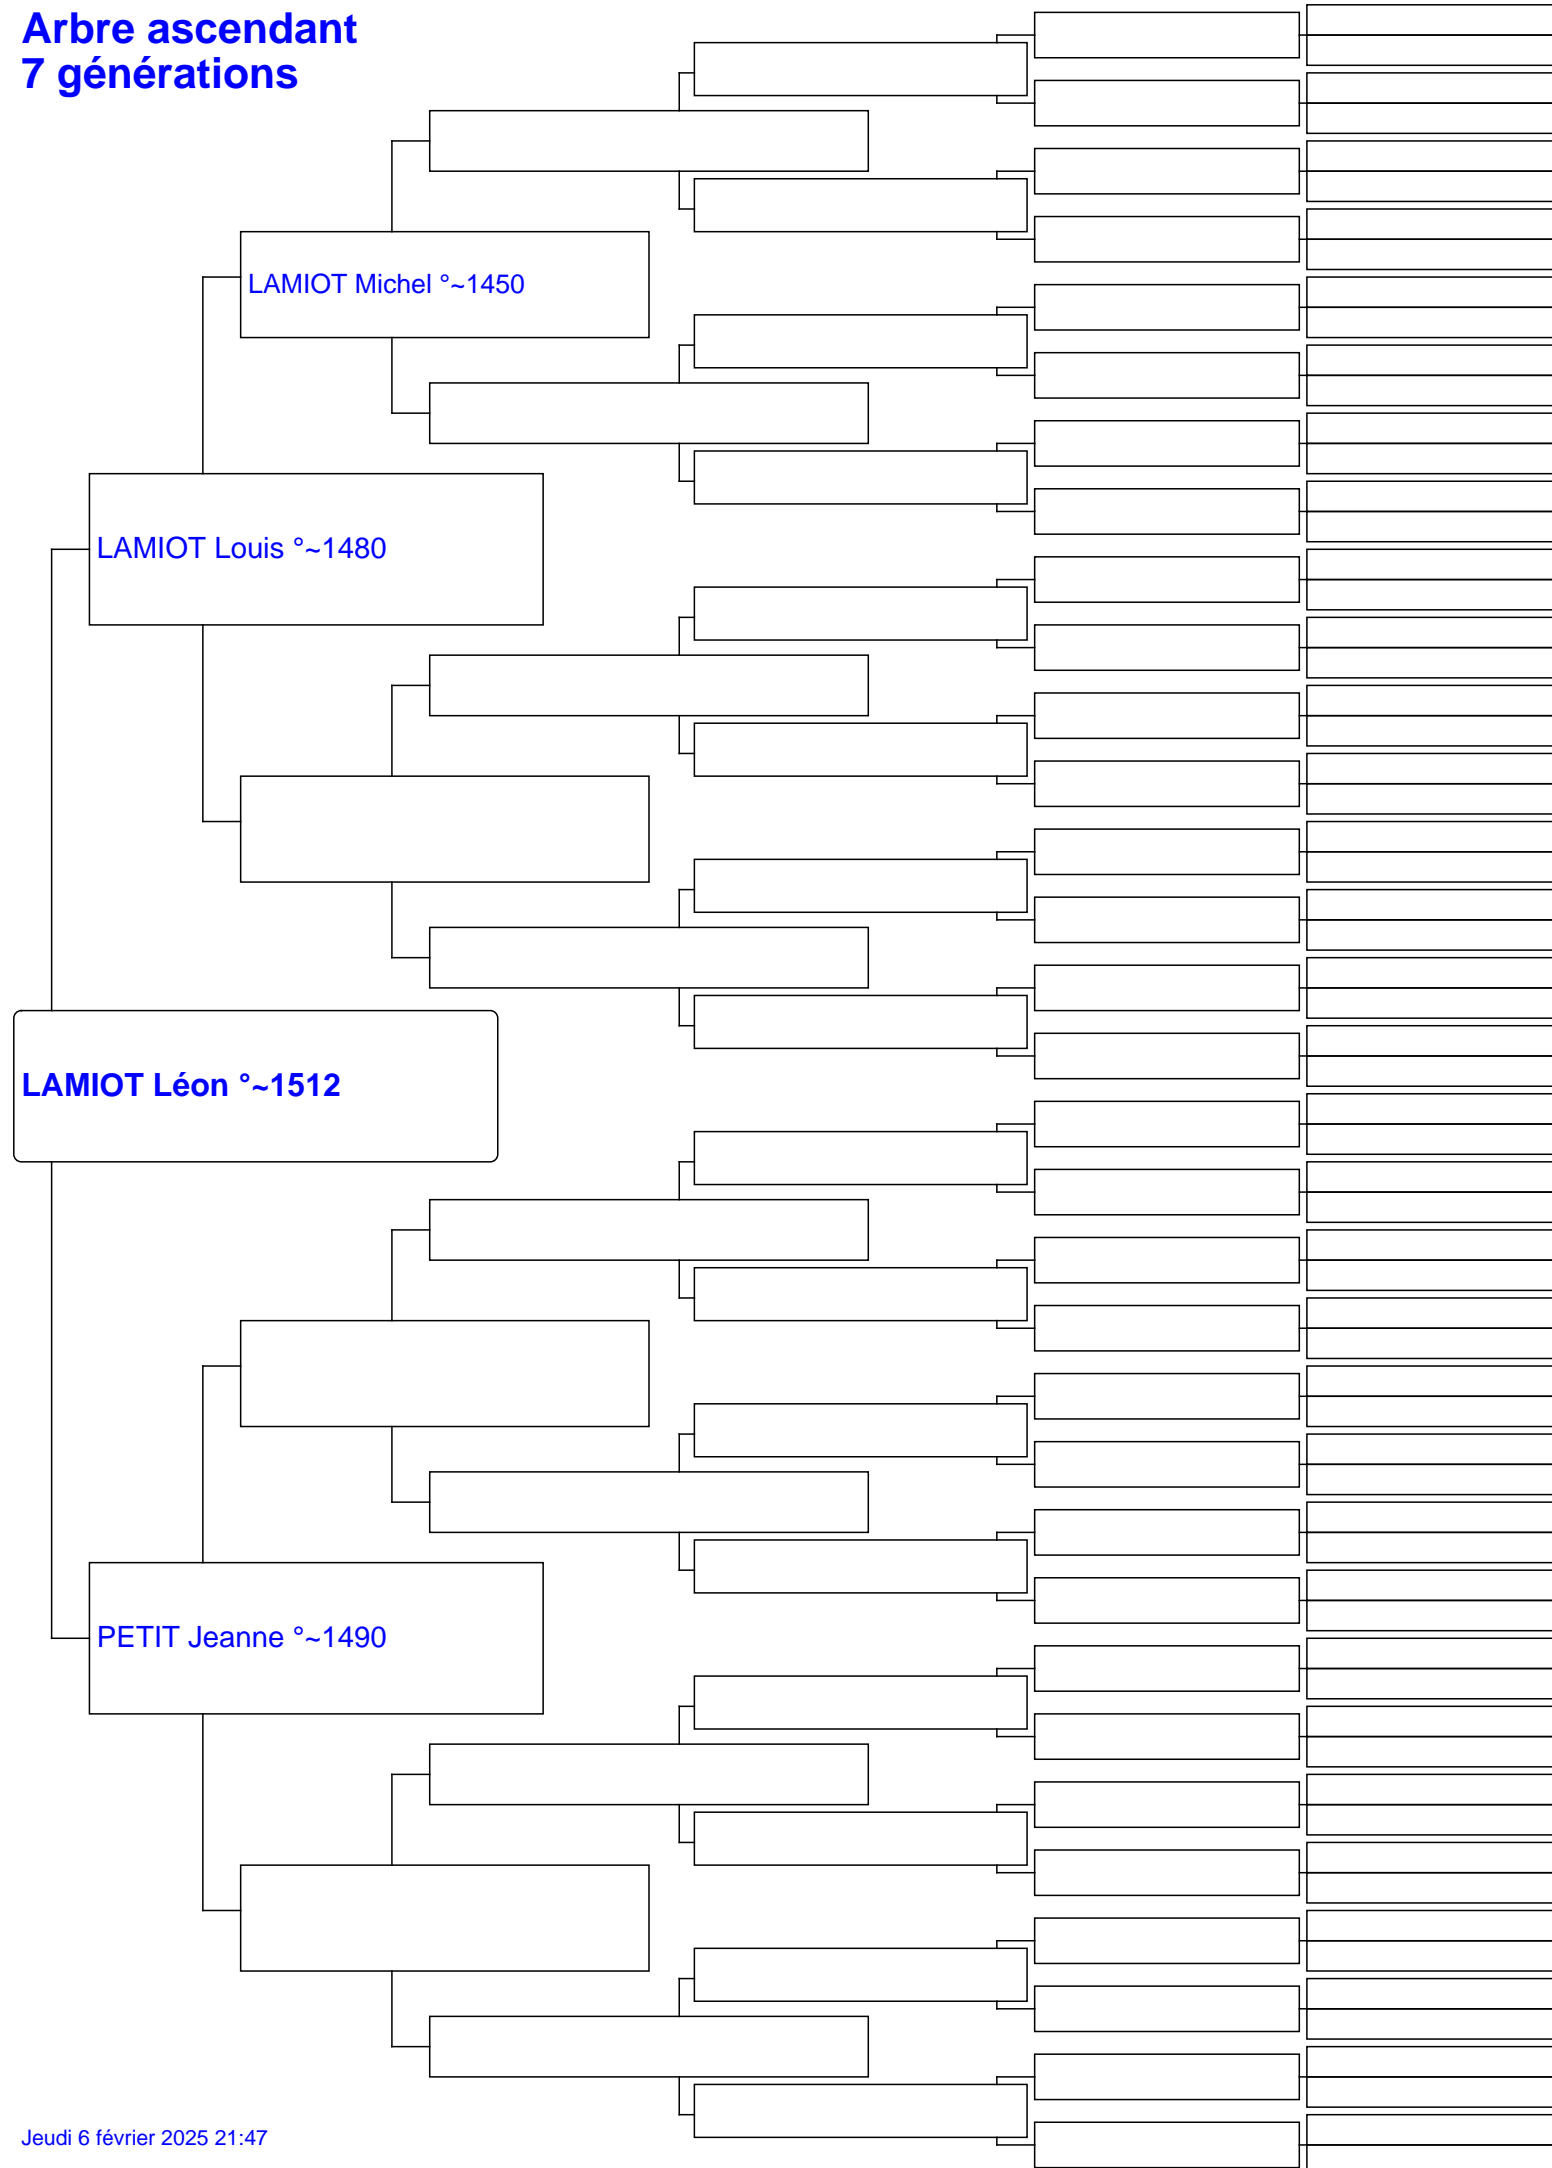 Arbre ascendant
7 générations
LAMIOT Michel °~1450
LAMIOT Louis °~1480
LAMIOT Léon °~1512
PETIT Jeanne °~1490
Jeudi 6 février 2025 21:47